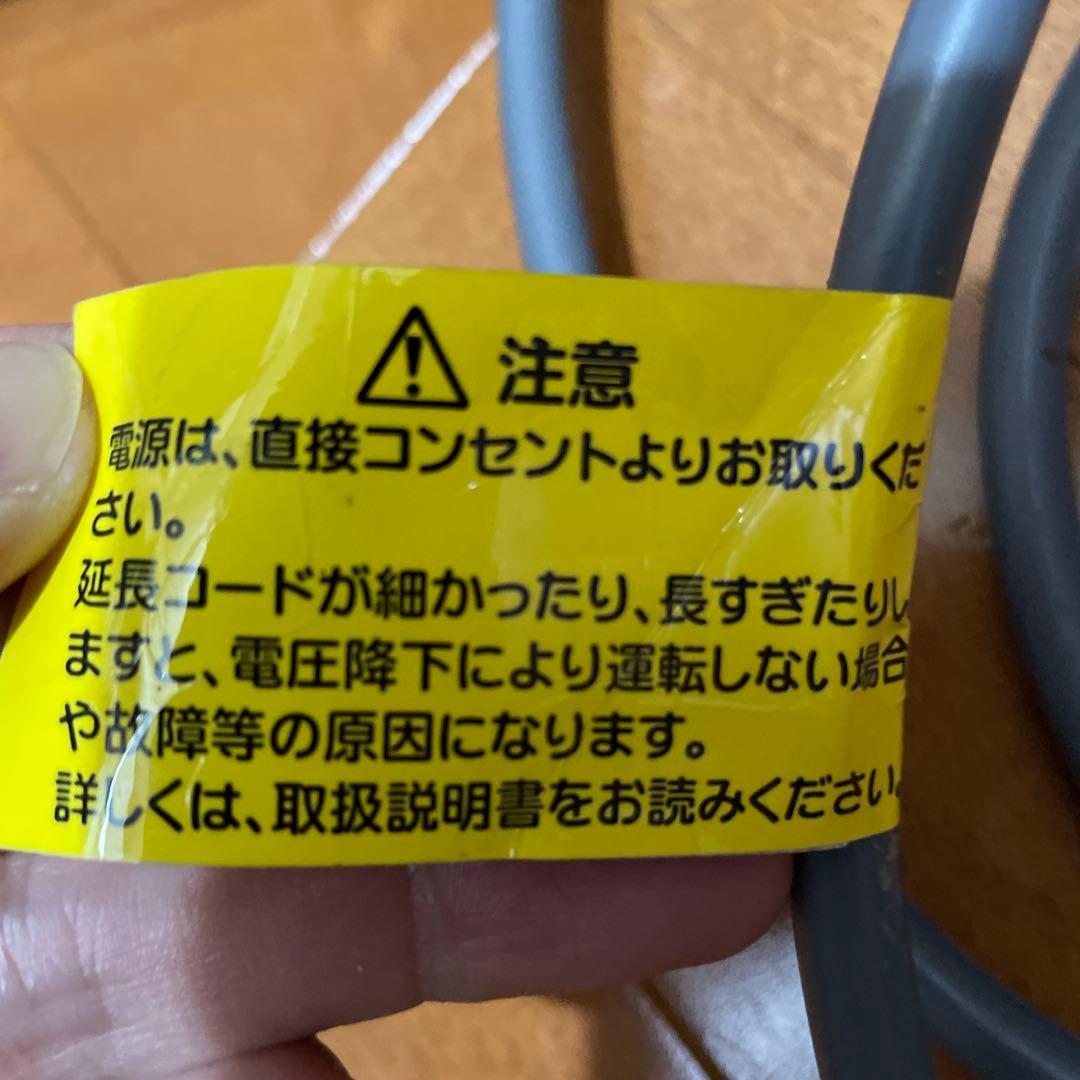 注意
電源は、直接コンセントよりお取りくだ
さい。
延長コードが細かったり、長すぎたりし
ますと、電圧降下により運転しない場合
や故障等の原因になります。
詳しくは、取扱説明書をお読みください。